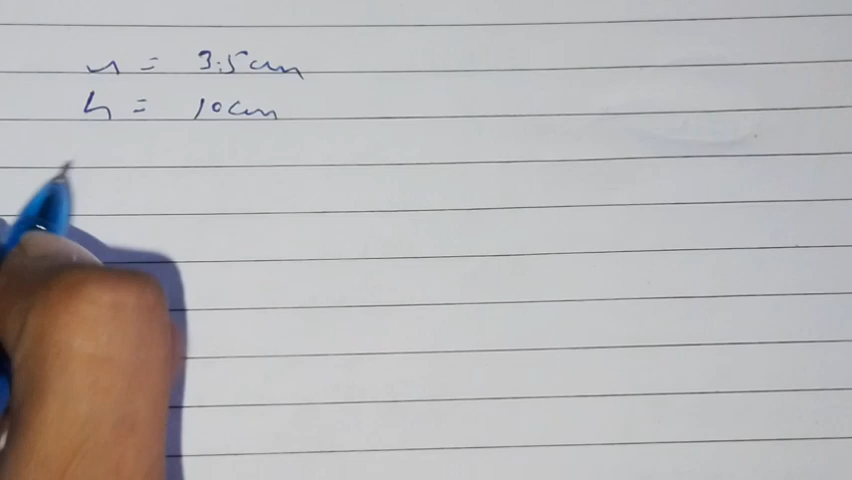 r = 3.5cm
h = 10cm